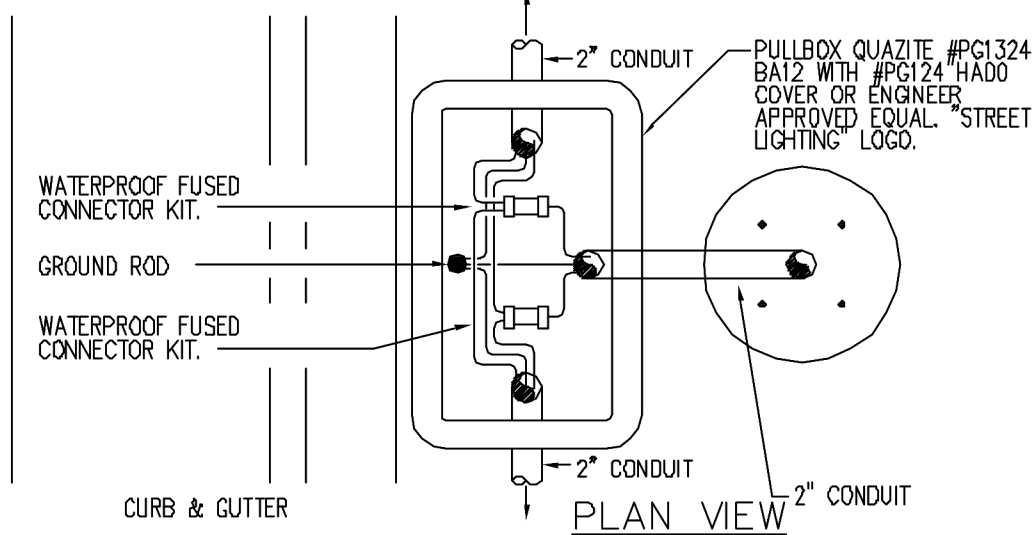 2" CONDUIT
PULLBOX QUAZITE #PG1324
BA12 WITH #PG124 HADO
COVER OR ENGINEER
APPROVED EQUAL. "STREET
LIGHTING" LOGO.
WATERPROOF FUSED
CONNECTOR KIT.
GROUND ROD
WATERPROOF FUSED
CONNECTOR KIT.
2" CONDUIT
2" CONDUIT
CURB & GUTTER
PLAN VIEW